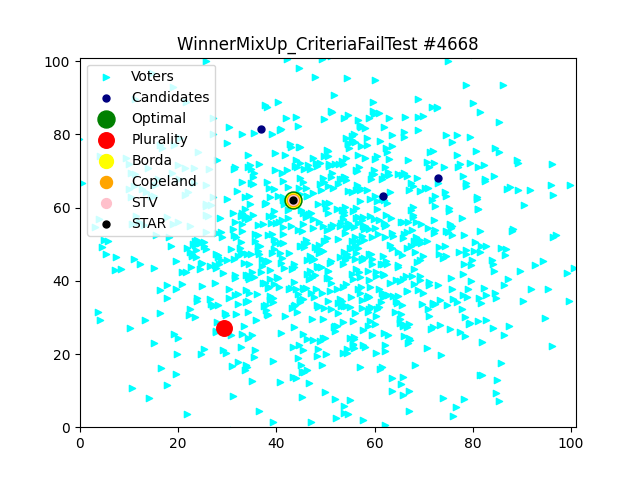 WinnerMixUp_CriteriaFailTest #4668
100
80
60
40
20
0
0
20
40
60
80
100
Voters
Candidates
Optimal
Plurality
Borda
Copeland
STV
STAR